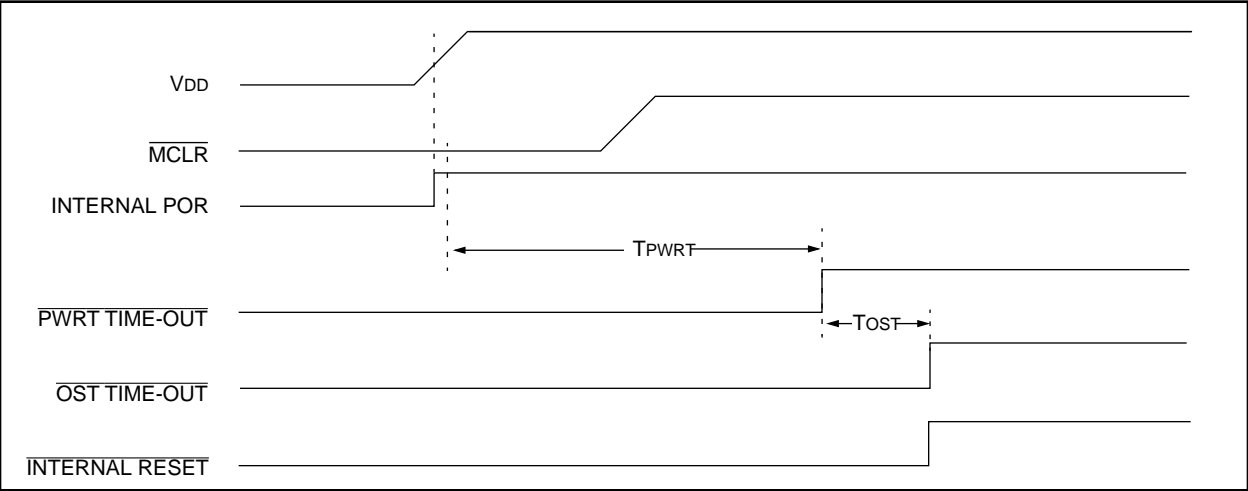 VDD
MCLR
INTERNAL POR
TPWRT
PWRT TIME-OUT
TOST
OST TIME-OUT
INTERNAL RESET